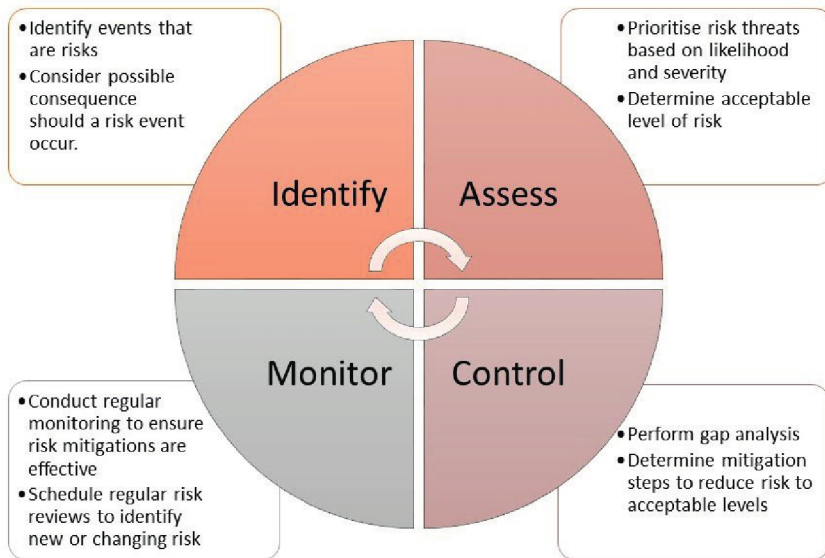 •Identify events that
are risks
•Consider possible
consequence
should a risk event
occur.
•Prioritise risk threats
based on likelihood
and severity
•Determine acceptable
level of risk
Identify
Assess
Monitor
Control
•Conduct regular
monitoring to ensure
risk mitigations are
effective
•Schedule regular risk
reviews to identify
new or changing risk
•Perform gap analysis
•Determine mitigation
steps to reduce risk to
acceptable levels